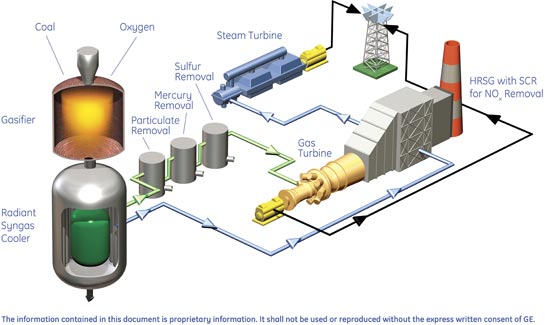 Coal
Oxygen
Steam Turbine
Sulfur
Removal
Mercury
Removal
Particulate
Removal
Gasifier
HRSG with SCR
for NOx Removal
Gas
Turbine
Radiant
Syngas
Cooler
The information contained in this document is proprietary information. It shall not be used or reproduced without the express written consent of GE.